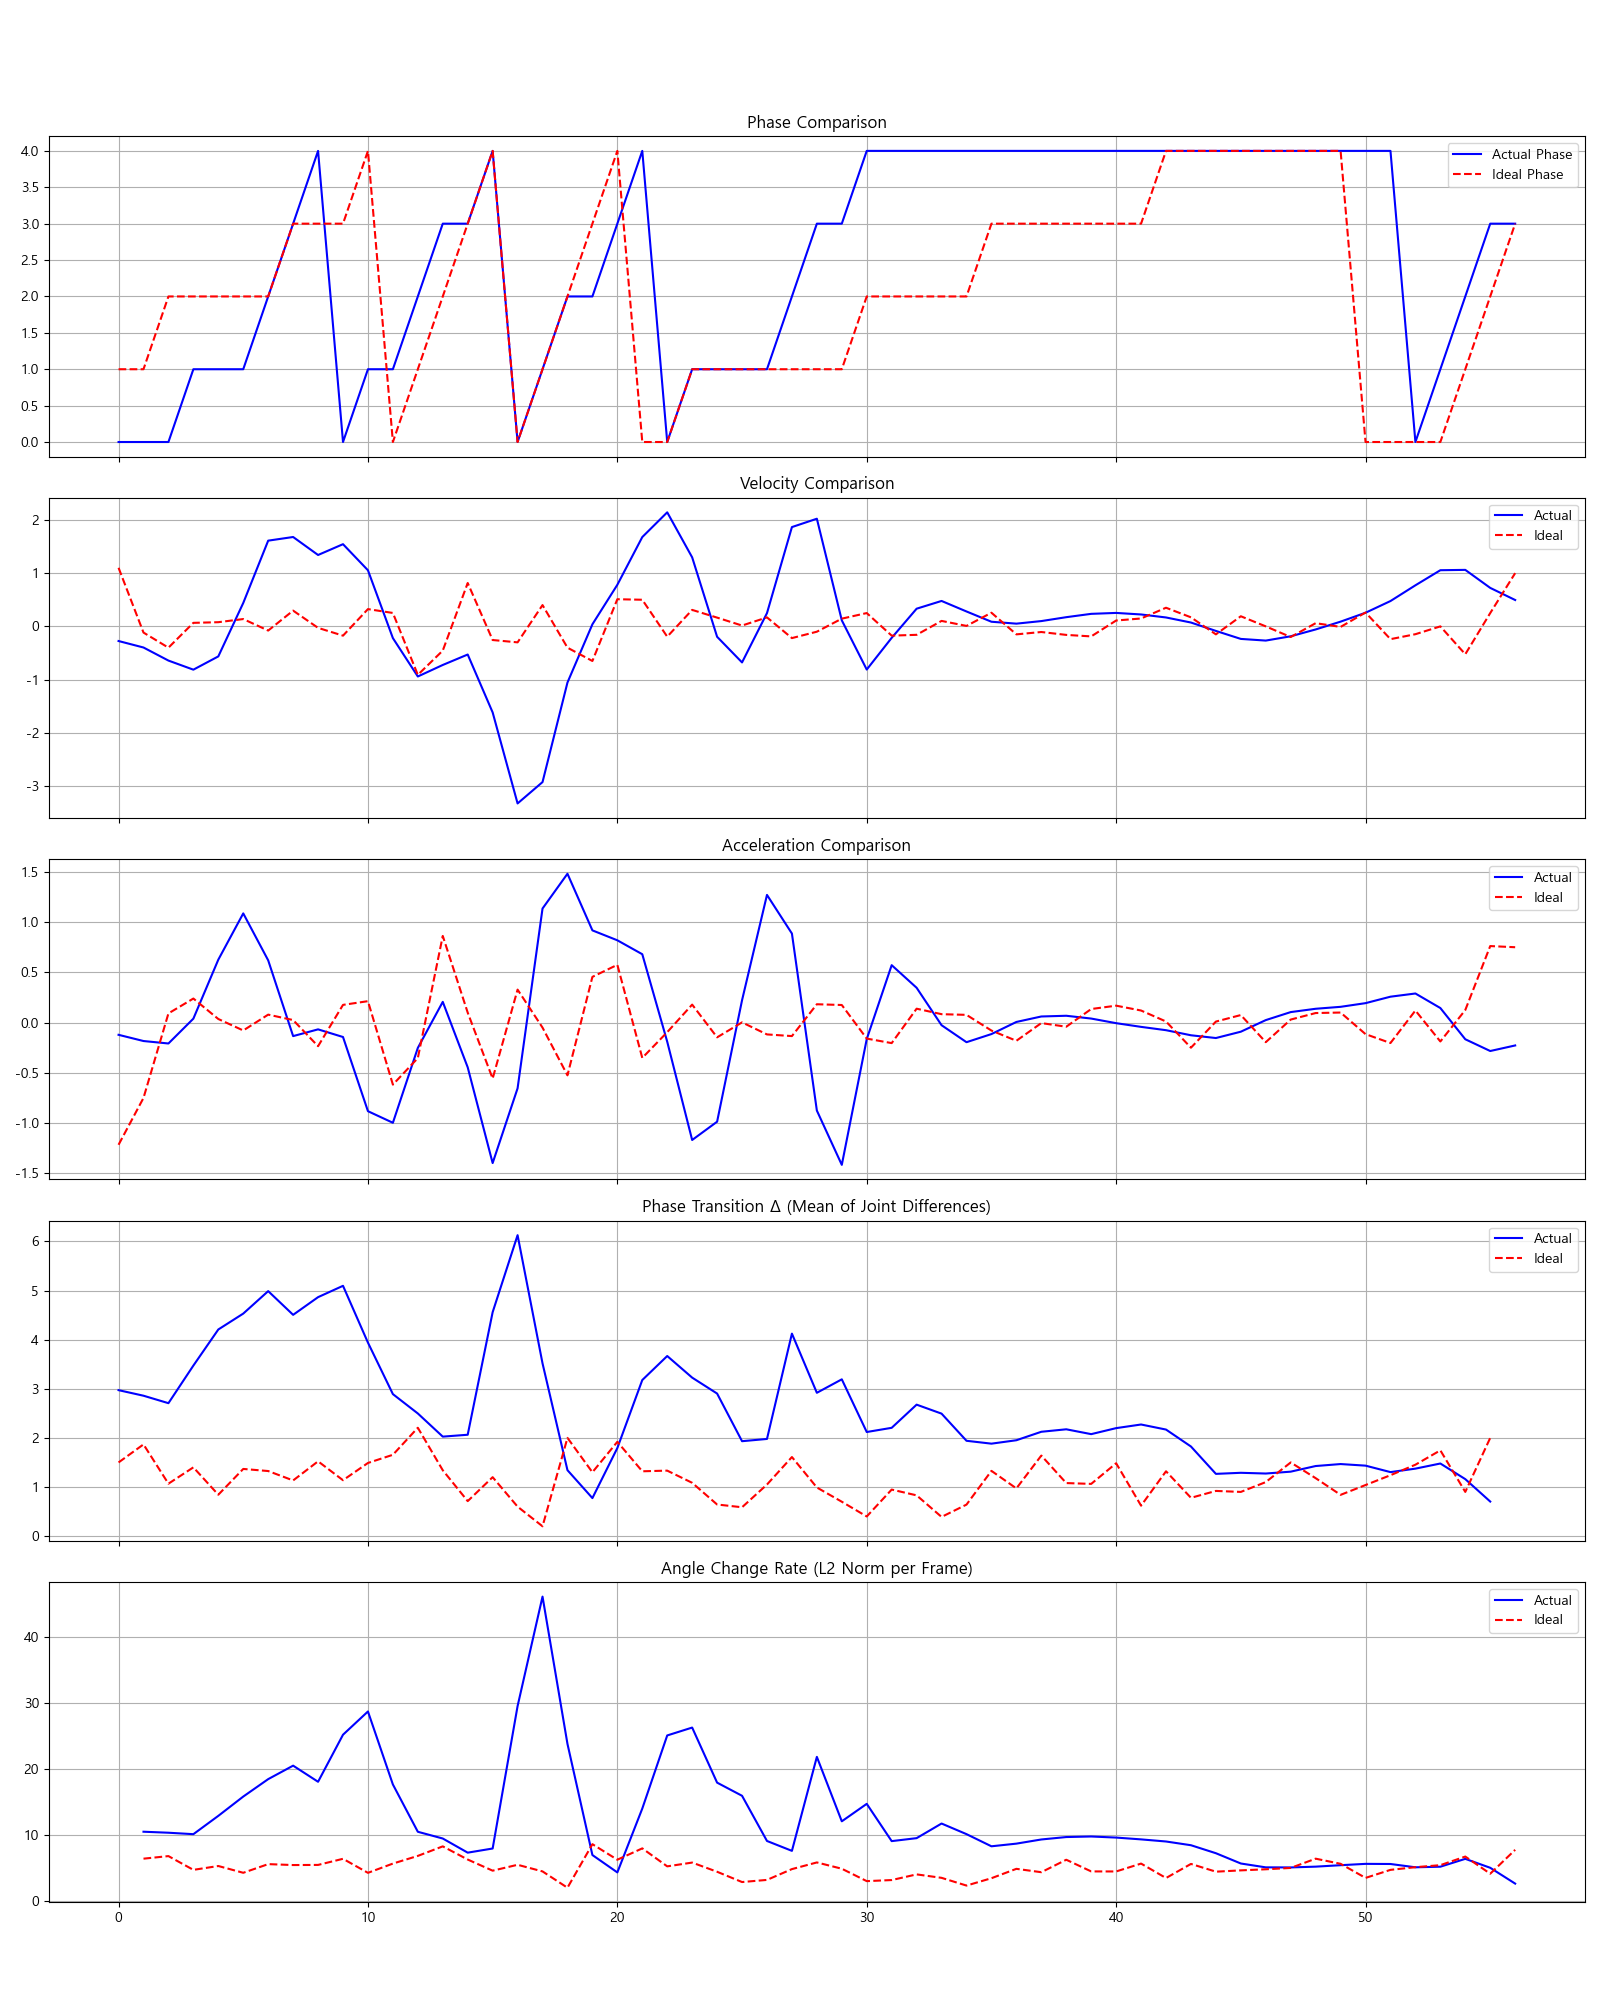 Phase Comparison
4.0
3.5
3.0
2.5
2.0
1.5
1.0
0.5
0.0
Actual Phase
Ideal Phase
Velocity Comparison
2
1
0
-1
-2
-3
Actual
Ideal
Acceleration Comparison
1.5
1.0
0.5
0.0
-0.5
-1.0
-1.5
Actual
Ideal
Phase Transition Δ (Mean of Joint Differences)
6
5
4
3
2
1
0
Actual
Ideal
Angle Change Rate (L2 Norm per Frame)
40
30
20
10
0
Actual
Ideal
0 10 20 30 40 50